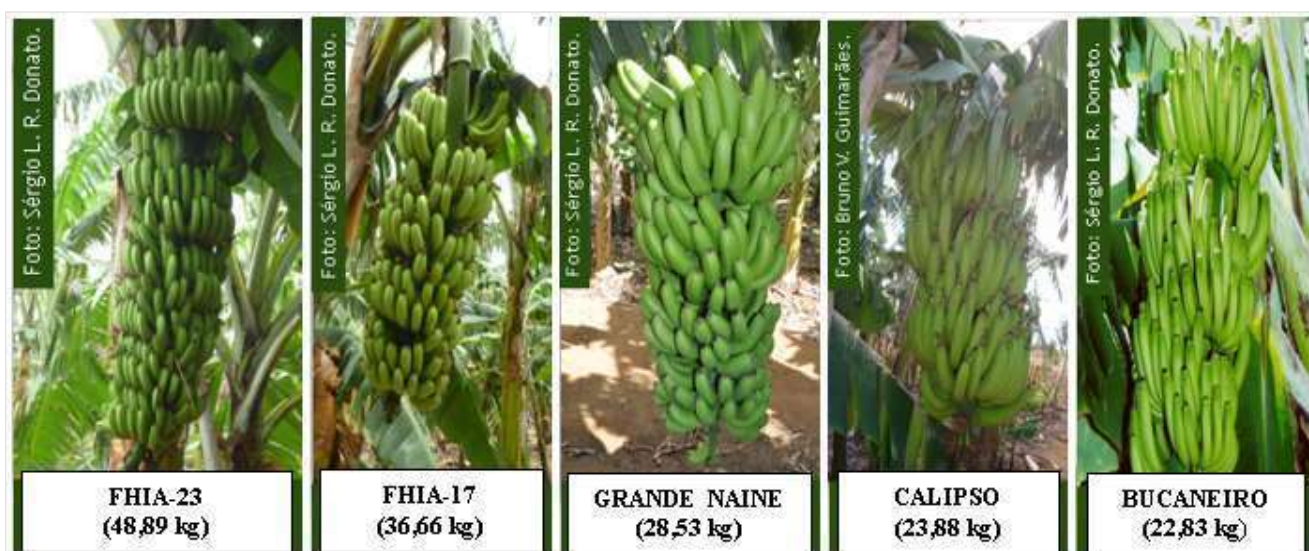 Foto: Sérgio L. R. Donato.
FHIA-23
(48,89 kg)
Foto: Sérgio L. R. Donato.
FHIA-17
(36,66 kg)
Foto: Sérgio L. R. Donato.
GRANDE NAINE
(28,53 kg)
Foto: Bruno V. Guimarães.
CALIPSO
(23,88 kg)
Foto: Sérgio L. R. Donato.
BUCANEIRO
(22,83 kg)